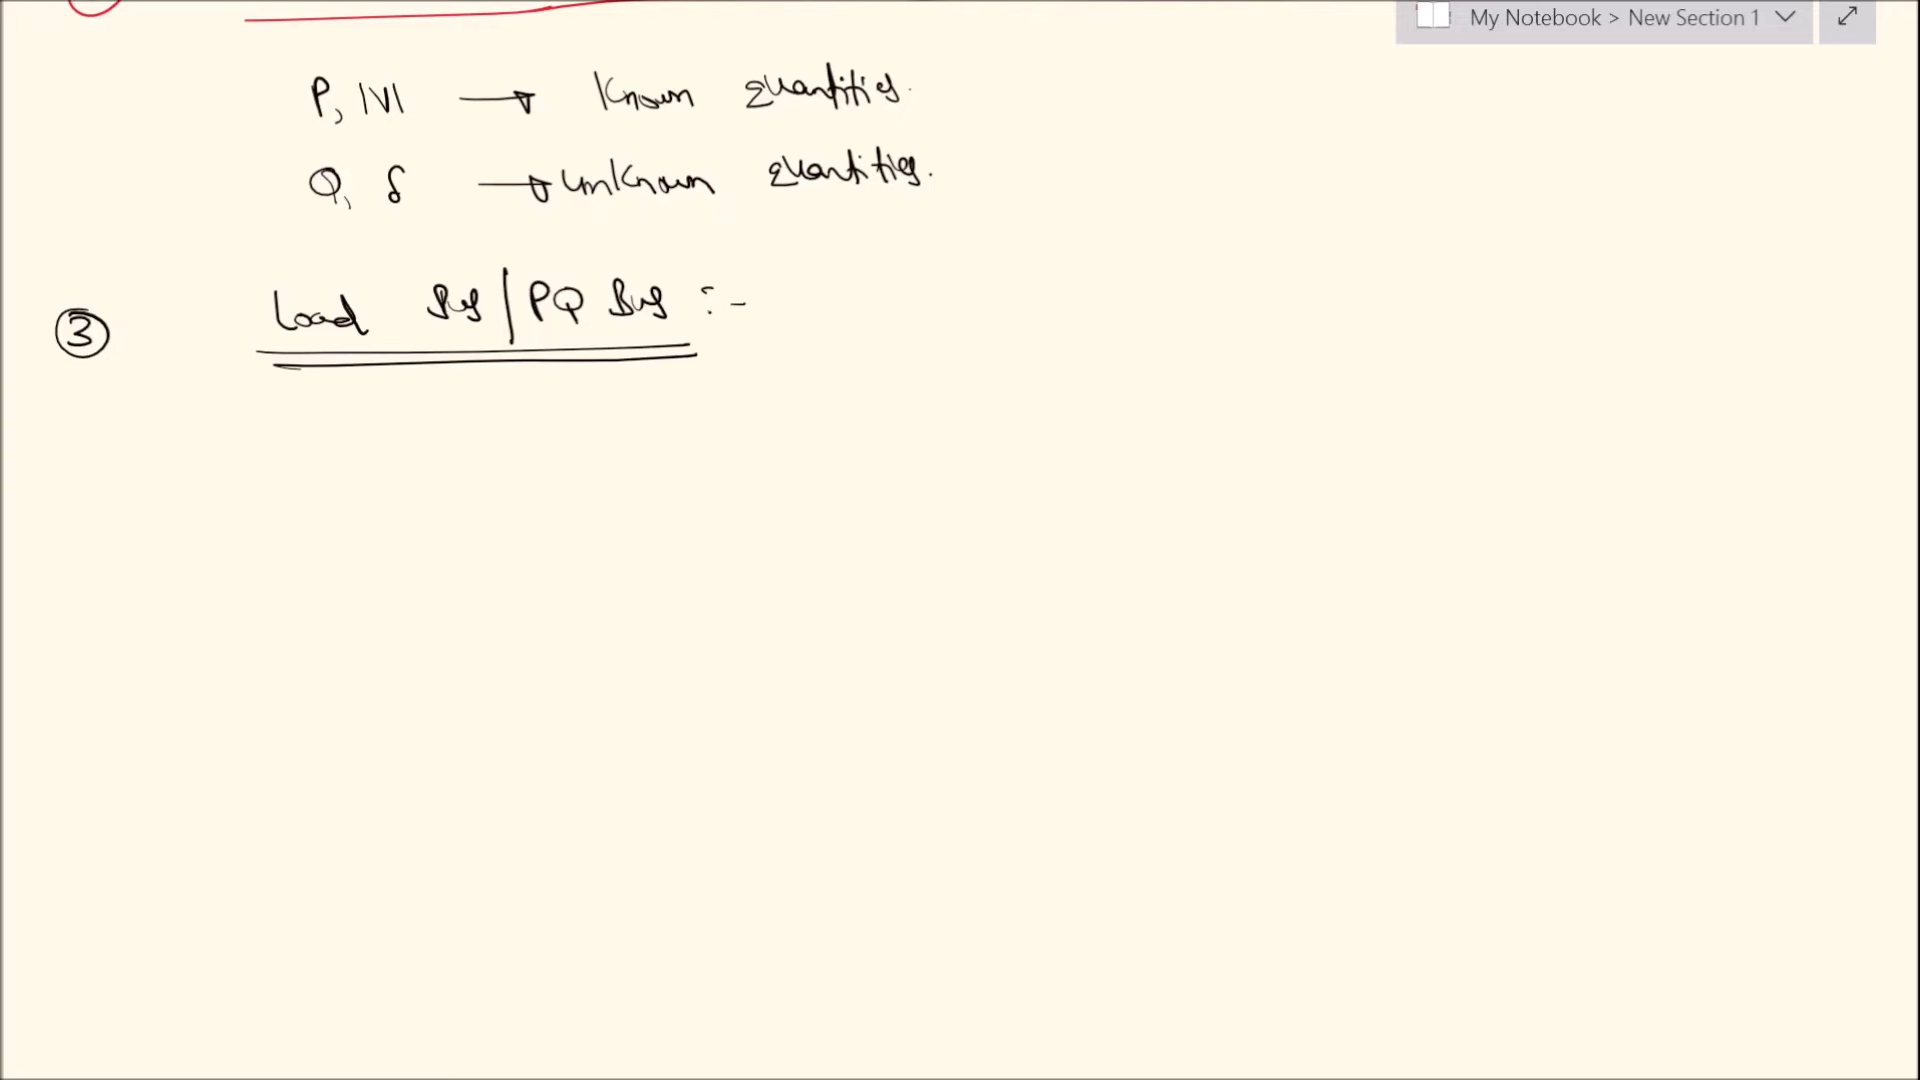 My Notebook > New Section 1
P, |V| → Known quantities.
Q, δ → unknown quantities.
③ Load Bus / PQ Bus :-